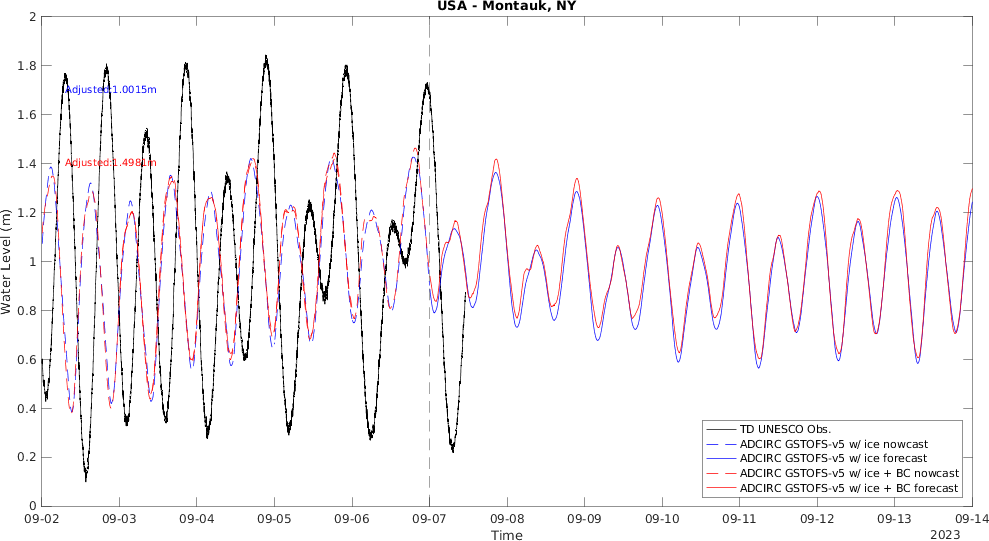 USA - Montauk, NY
2
1.8
1.6
1.4
1.2
1
0.8
0.6
0.4
0.2
0
Water Level (m)
Adjusted:1.0015m
Adjusted:1.4981m
TD UNESCO Obs.
ADCIRC GSTOFS-v5 w/ ice nowcast
ADCIRC GSTOFS-v5 w/ ice forecast
ADCIRC GSTOFS-v5 w/ ice + BC nowcast
ADCIRC GSTOFS-v5 w/ ice + BC forecast
09-02 09-03 09-04 09-05 09-06 09-07 09-08 09-09 09-10 09-11 09-12 09-13 09-14
Time
2023